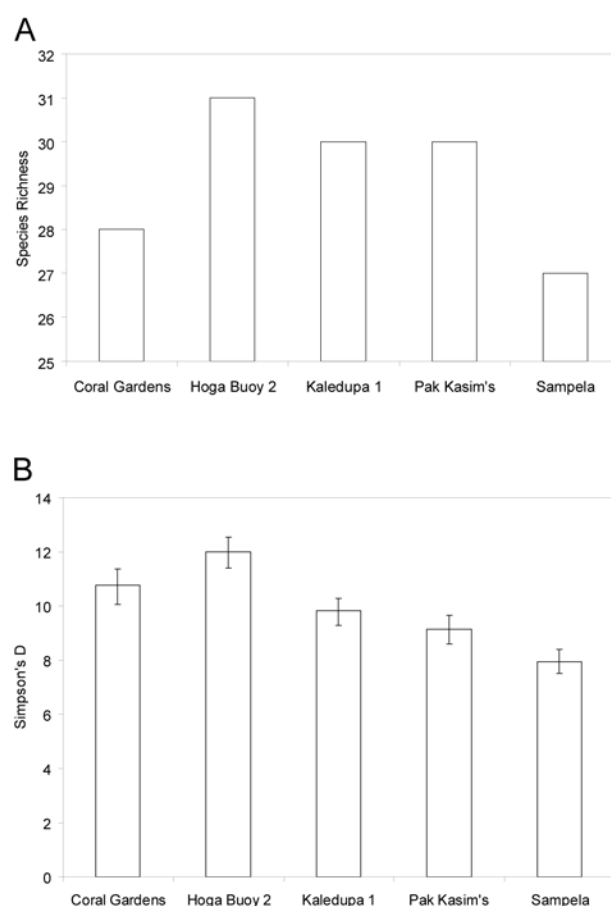 A
32
31
30
29
28
27
26
25
Species Richness
Coral Gardens Hoga Buoy 2 Kaledupa 1 Pak Kasim's Sampela
B
14
12
10
8
6
4
2
0
Simpson's D
Coral Gardens Hoga Buoy 2 Kaledupa 1 Pak Kasim's Sampela